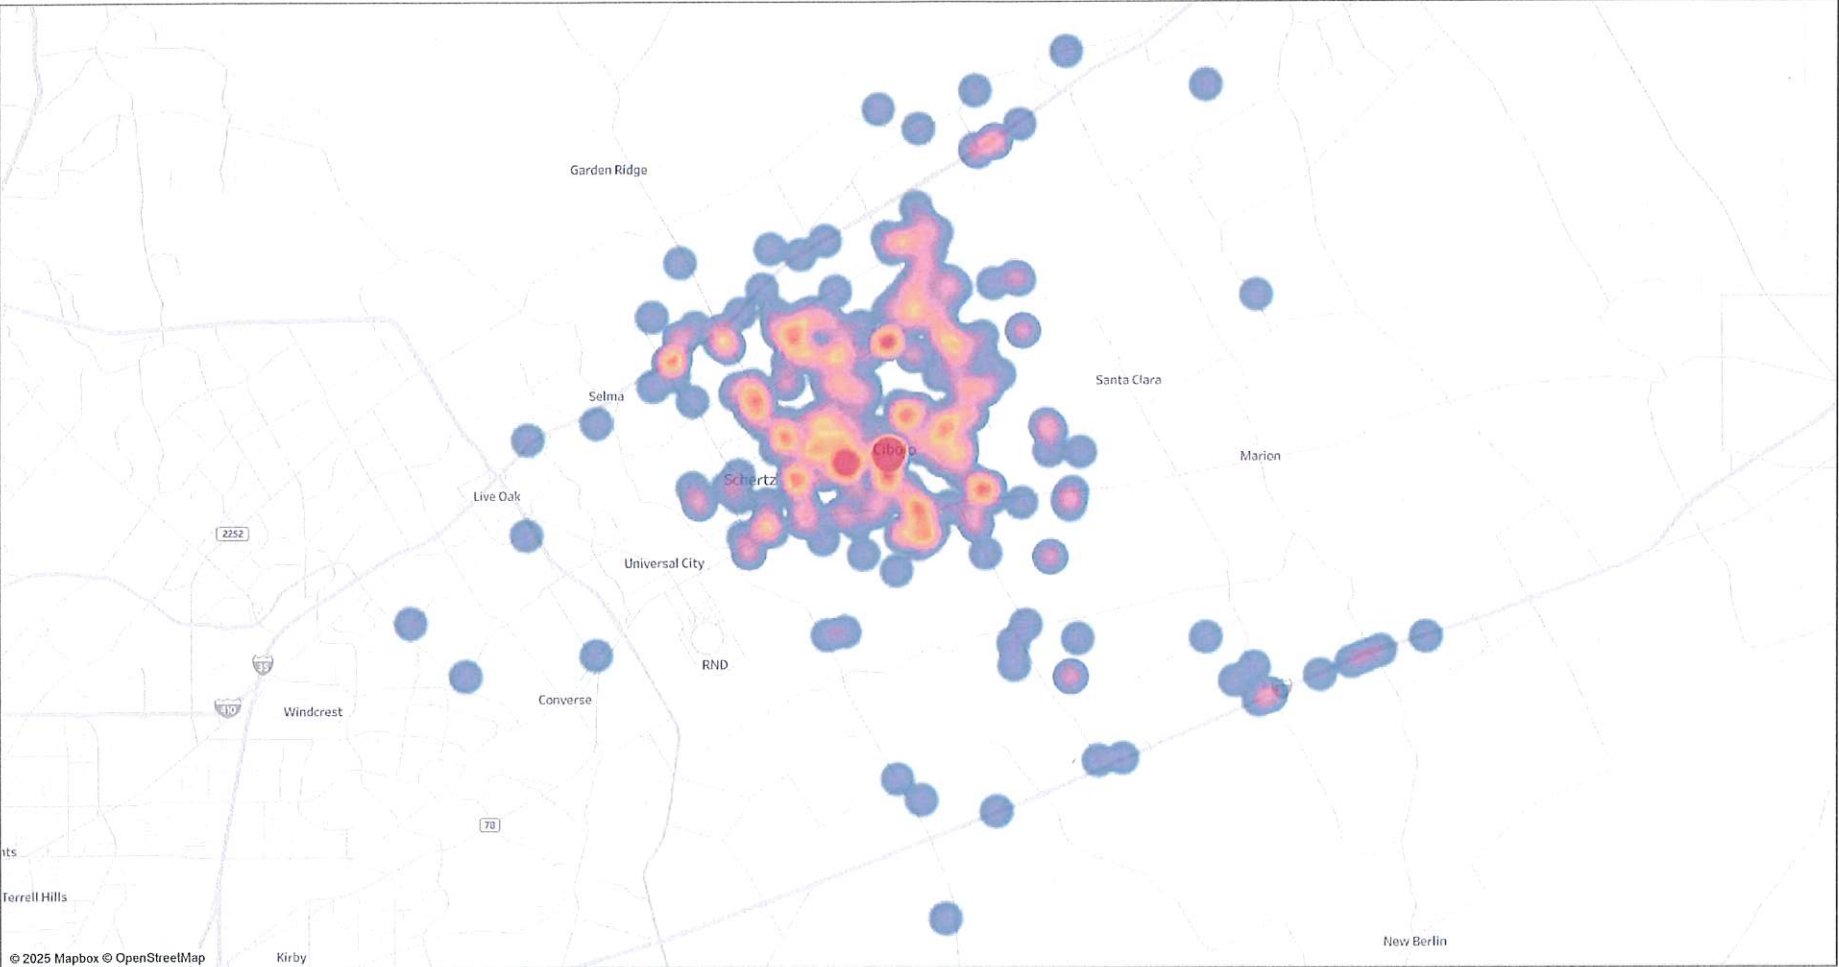 Garden Ridge
Santa Clara
Selma
Cibolo
Marion
Schertz
Live Oak
2252
Universal City
35
RND
Converse
410
Windcrest
78
nts
Terrell Hills
New Berlin
© 2025 Mapbox © OpenStreetMap
Kirby